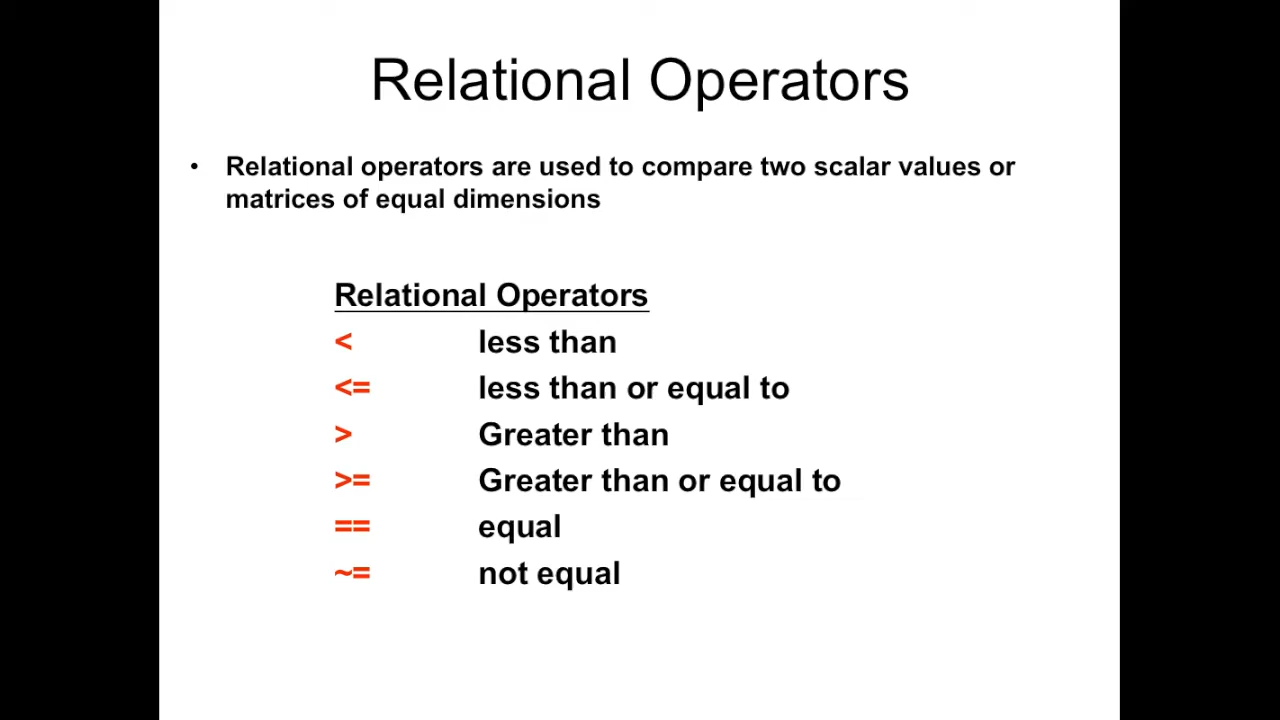 Relational Operators
• Relational operators are used to compare two scalar values or
matrices of equal dimensions
Relational Operators
< less than
<= less than or equal to
> Greater than
>= Greater than or equal to
== equal
~= not equal